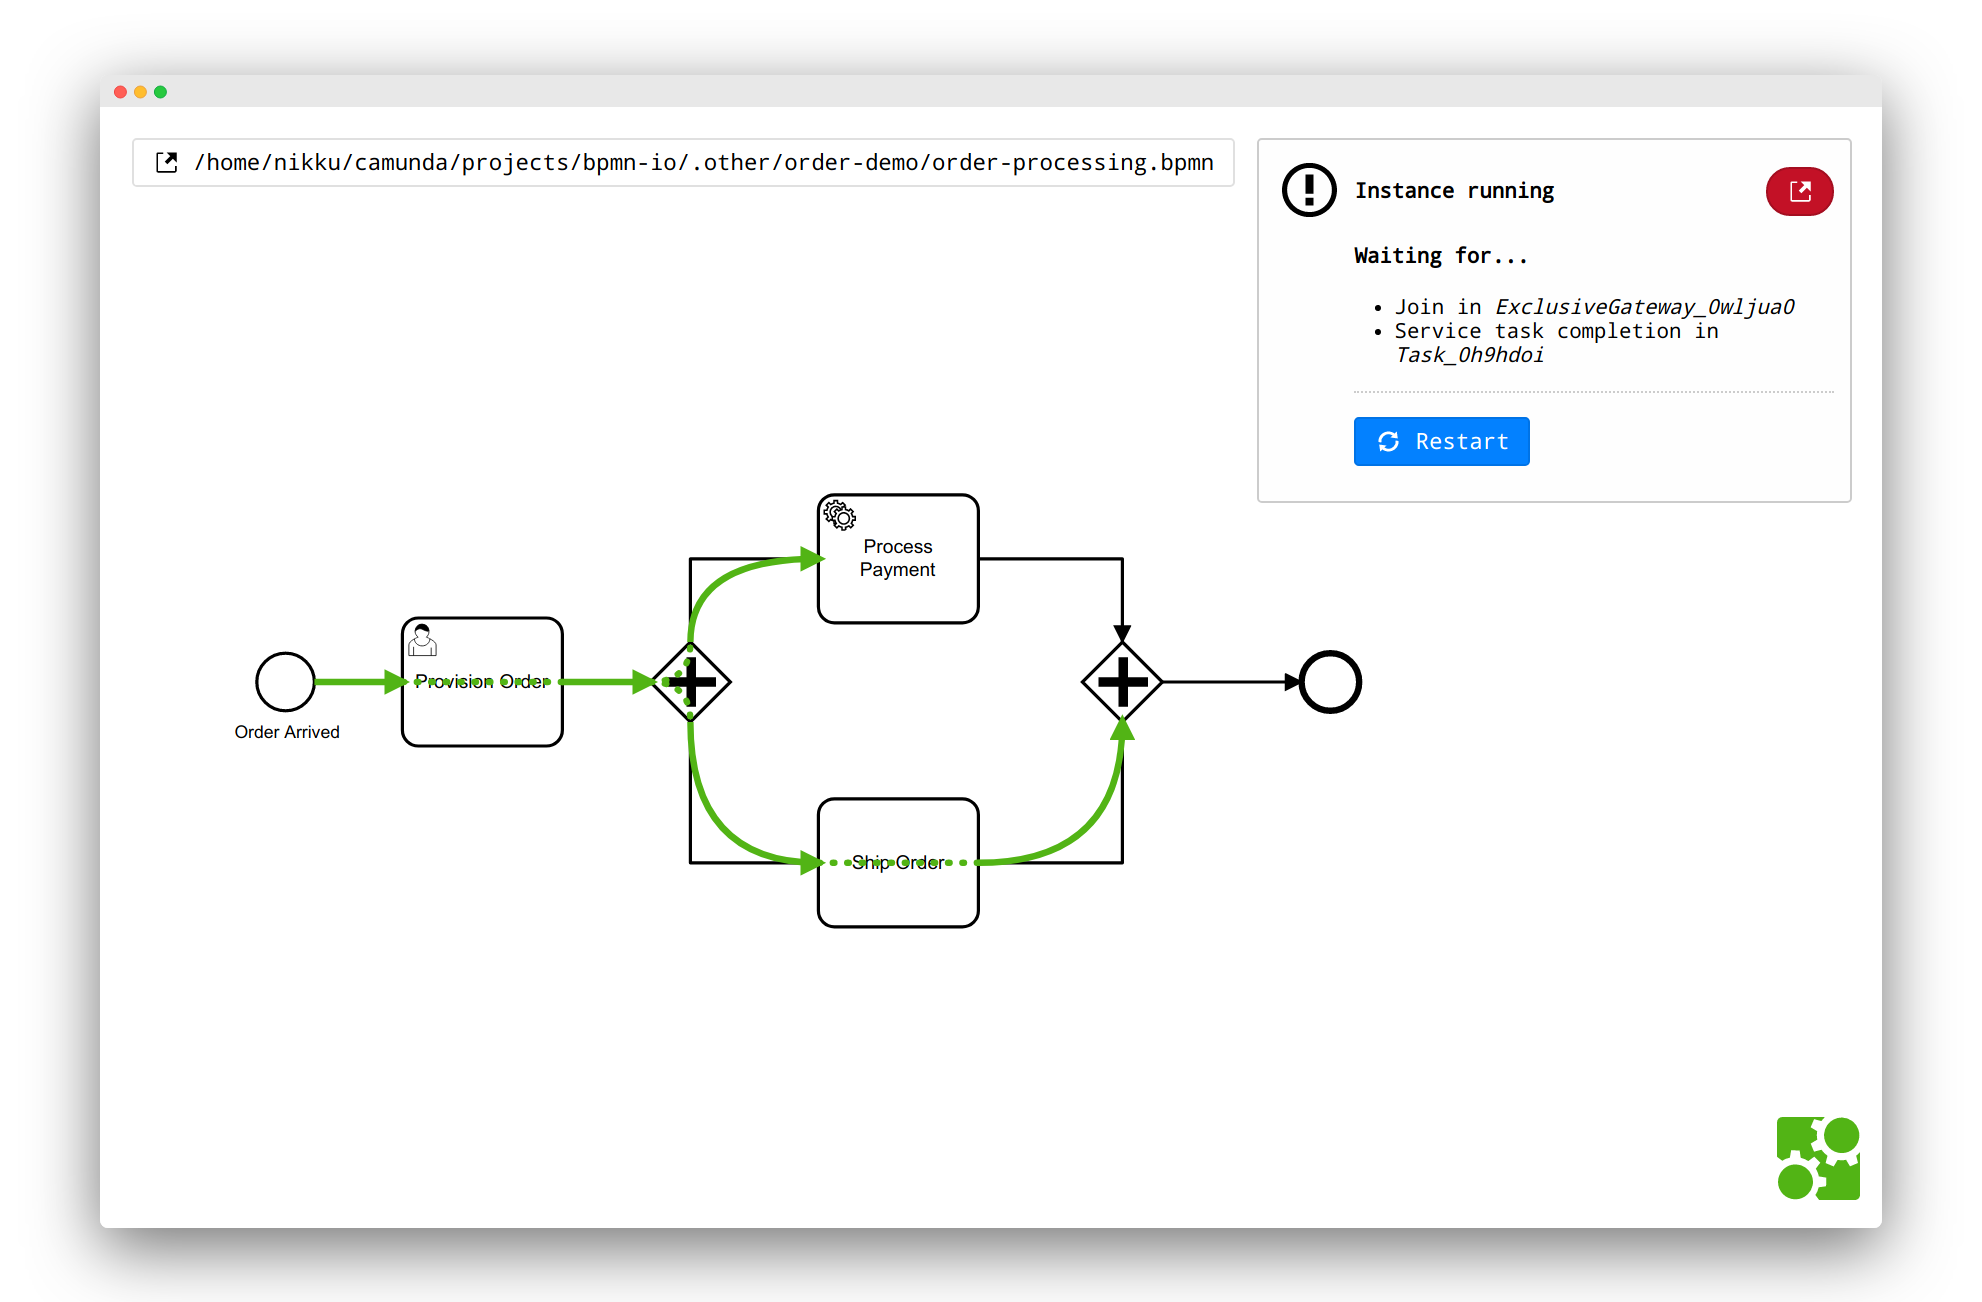 /home/nikku/camunda/projects/bpmn-io/.other/order-demo/order-processing.bpmn
Instance running
Waiting for...
• Join in ExclusiveGateway_0wljua0
• Service task completion in
Task_0h9hdoi
Restart
Process
Payment
Provision Order
Order Arrived
Ship Order